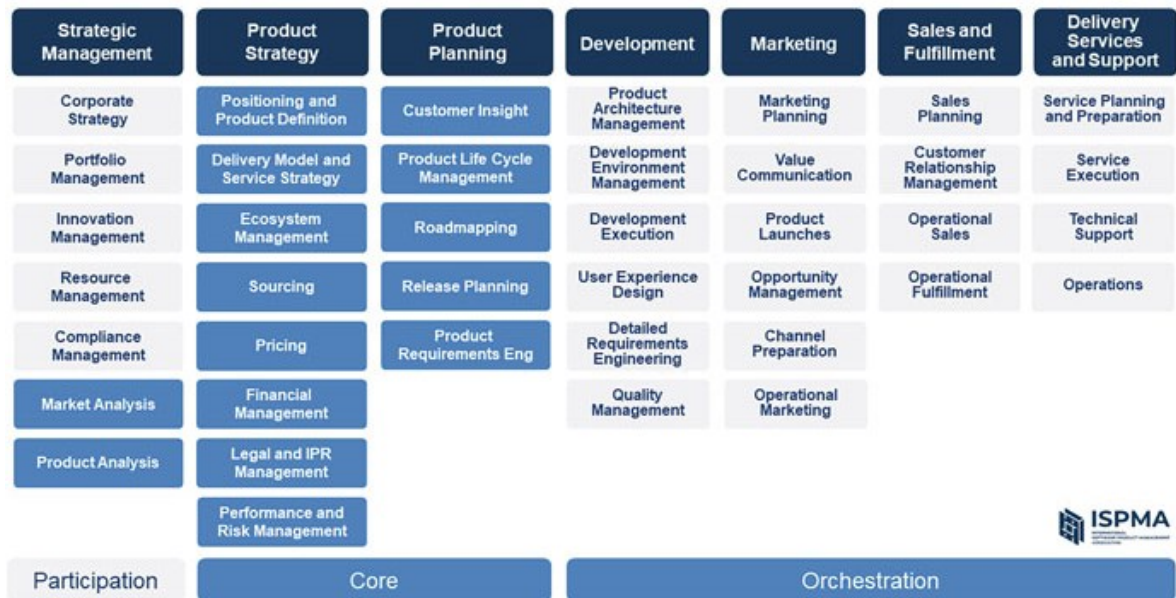 Strategic
Management
Product
Strategy
Product
Planning
Development
Marketing
Sales and
Fulfillment
Delivery
Services
and Support
Corporate
Strategy
Portfolio
Management
Innovation
Management
Resource
Management
Compliance
Management
Market Analysis
Product Analysis
Positioning and
Product Definition
Delivery Model and
Service Strategy
Ecosystem
Management
Sourcing
Pricing
Financial
Management
Legal and IPR
Management
Performance and
Risk Management
Customer Insight
Product Life Cycle
Management
Roadmapping
Release Planning
Product
Requirements Eng
Product
Architecture
Management
Development
Environment
Management
Development
Execution
User Experience
Design
Detailed
Requirements
Engineering
Quality
Management
Marketing
Planning
Value
Communication
Product
Launches
Opportunity
Management
Channel
Preparation
Operational
Marketing
Sales
Planning
Customer
Relationship
Management
Operational
Sales
Operational
Fulfillment
Service Planning
and Preparation
Service
Execution
Technical
Support
Operations
ISPMA
Participation
Core
Orchestration